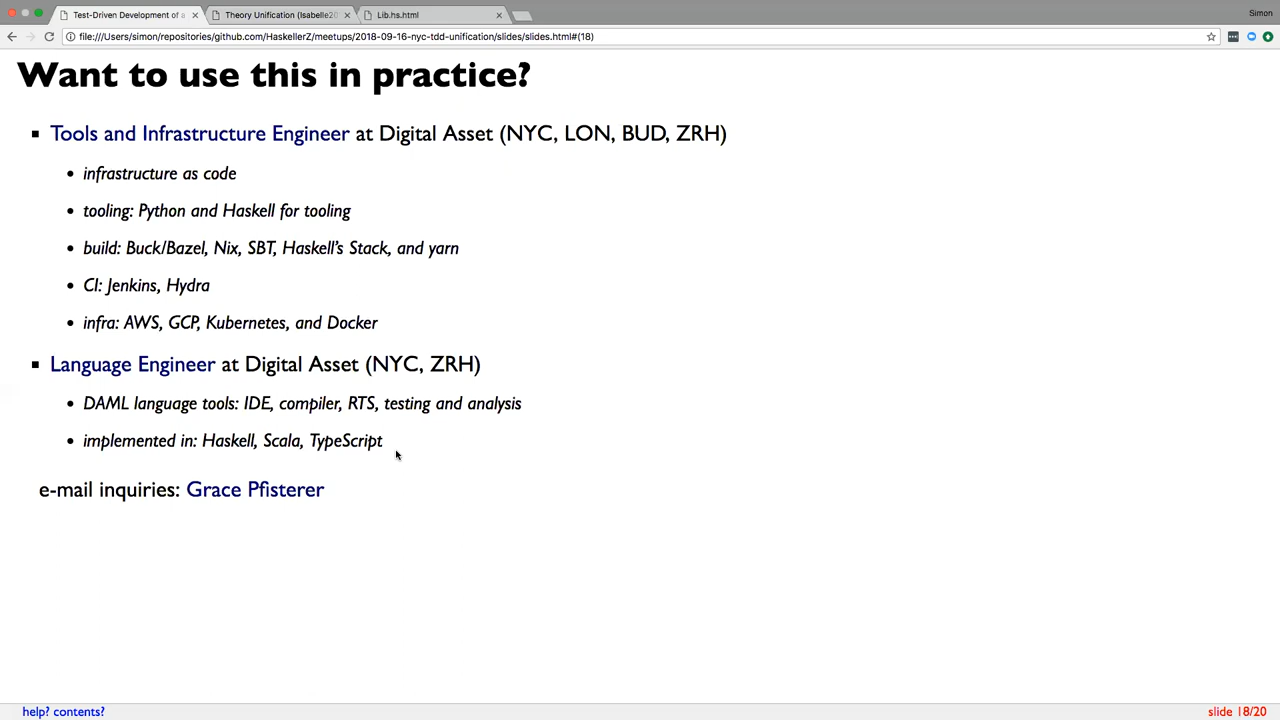 Test-Driven Development of a
Theory Unification (Isabelle20
Lib.hs.html
Simon
file:///Users/simon/repositories/github.com/HaskellerZ/meetups/2018-09-16-nyc-tdd-unification/slides/slides.html#(18)
Want to use this in practice?
Tools and Infrastructure Engineer at Digital Asset (NYC, LON, BUD, ZRH)
infrastructure as code
tooling: Python and Haskell for tooling
build: Buck/Bazel, Nix, SBT, Haskell's Stack, and yarn
CI: Jenkins, Hydra
infra: AWS, GCP, Kubernetes, and Docker
Language Engineer at Digital Asset (NYC, ZRH)
DAML language tools: IDE, compiler, RTS, testing and analysis
implemented in: Haskell, Scala, TypeScript
e-mail inquiries: Grace Pfisterer
help? contents?
slide 18/20